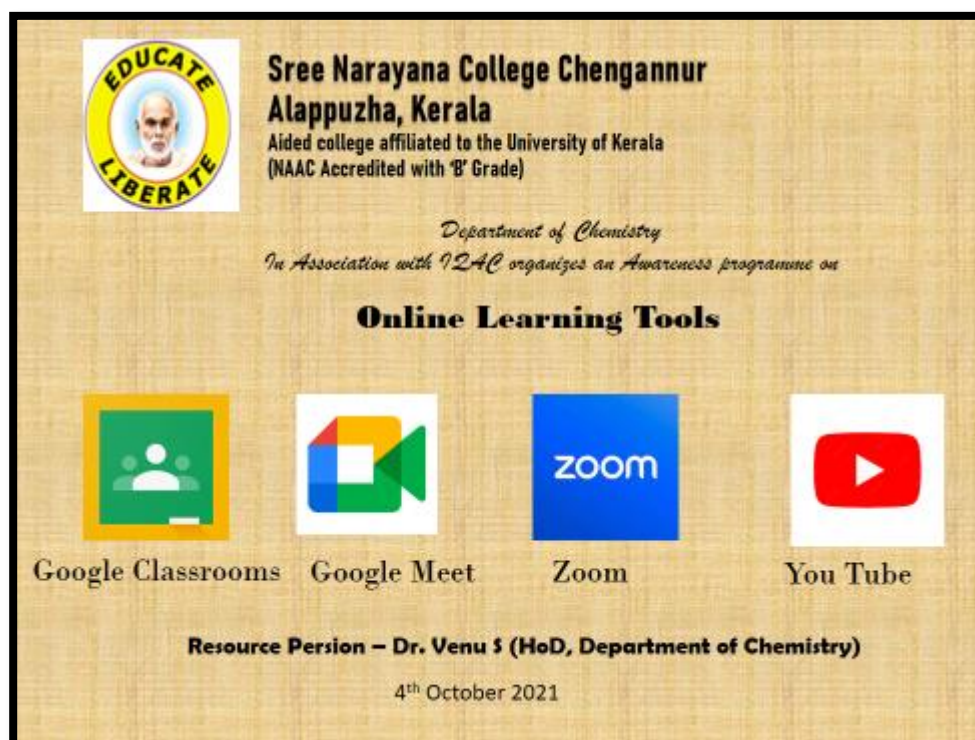 EDUCATE
LIBERATE
Sree Narayana College Chengannur
Alappuzha, Kerala
Aided college affiliated to the University of Kerala
(NAAC Accredited with ‘B’ Grade)
Department of Chemistry
In Association with IQAC organizes an Awareness programme on
Online Learning Tools
zoom
Google Classrooms Google Meet Zoom You Tube
Resource Persion – Dr. Venu S (HoD, Department of Chemistry)
4th October 2021